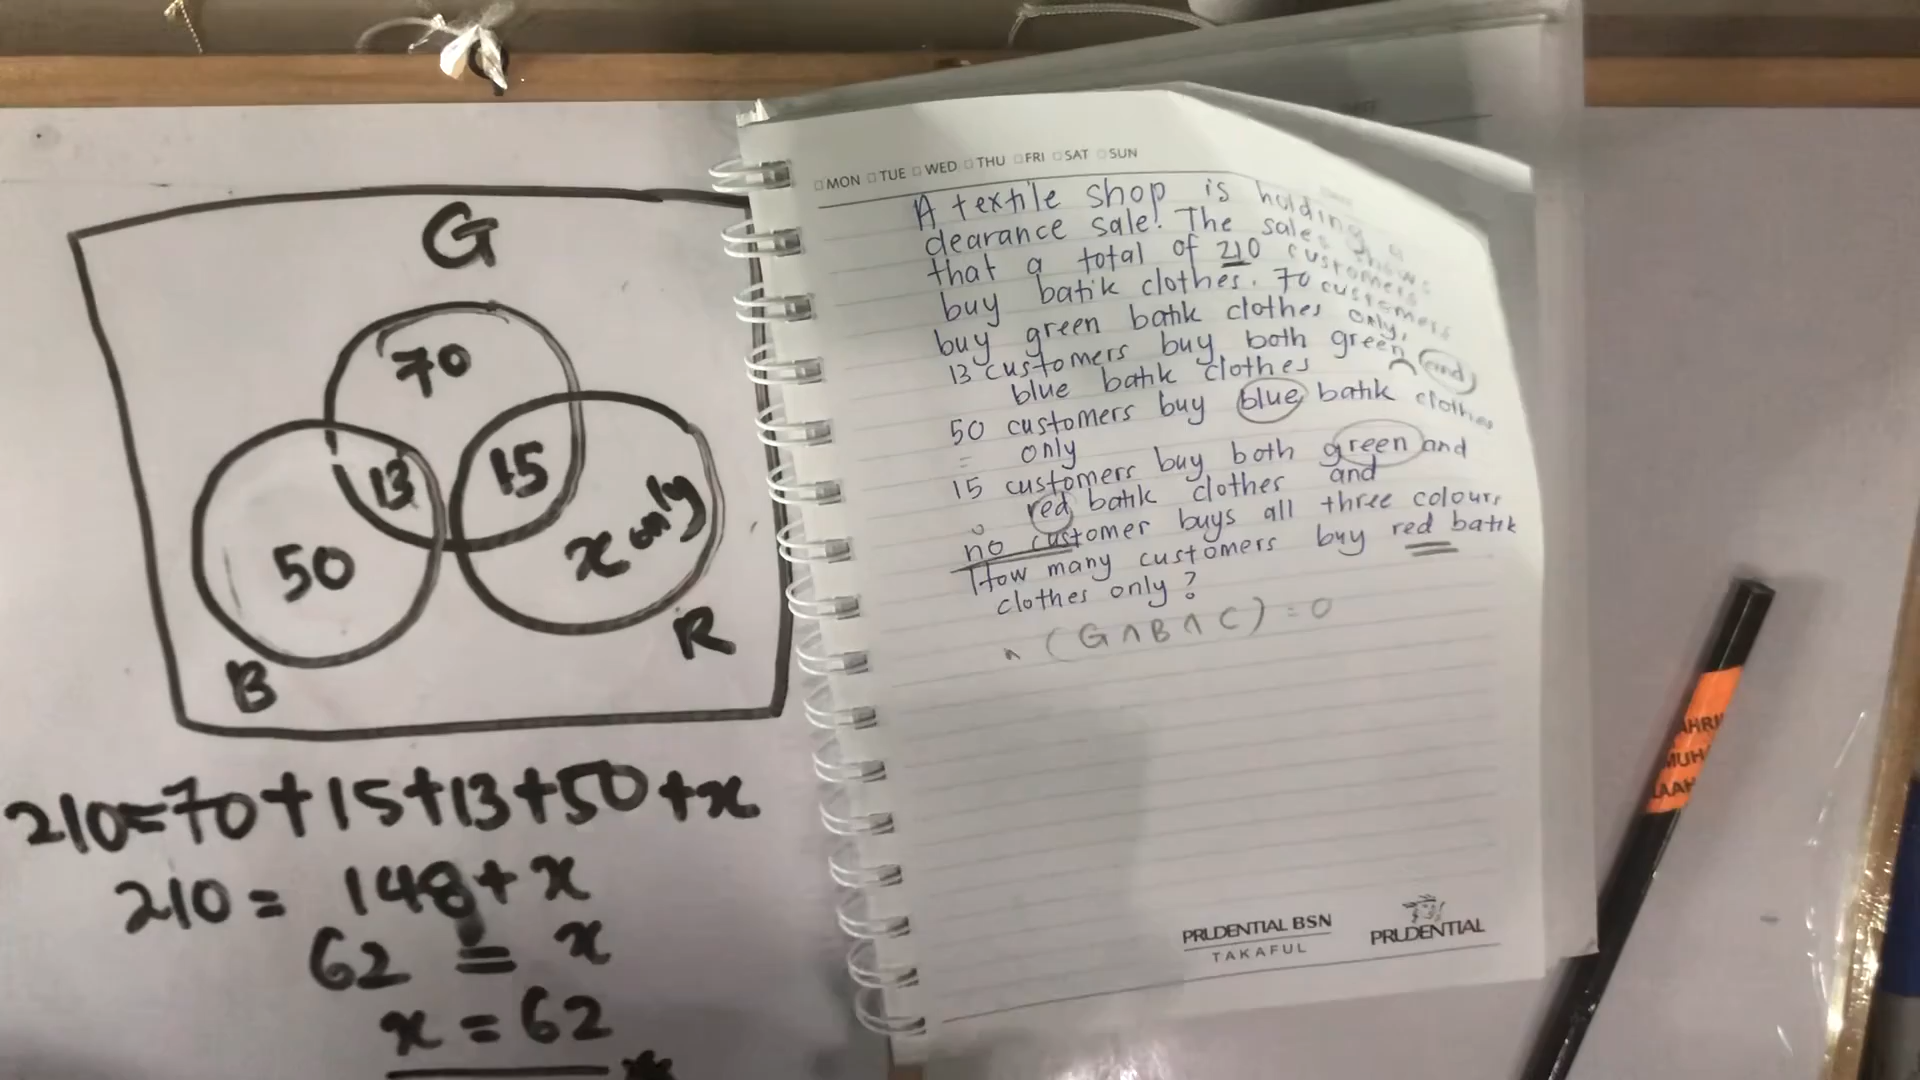 G
70
13
15
50
x only
B
R
210=70+15+13+50+x
210= 148+ x
62 = x
x = 62
MON TUE WED THU FRI SAT SUN
A textile shop is holding a
clearance sale! The sales shows
that a total of 210 customers
buy batik clothes. 70 customers
buy green batik clothes only,
13 customers buy both green and
blue batik clothes
50 customers buy blue batik clothes
only
15 customers buy both green and
red batik clothes and
no customer buys all three colours
How many customers buy red batik
clothes only?
n (G ∩ B ∩ C) = 0
PRUDENTIAL BSN
TAKAFUL
PRUDENTIAL